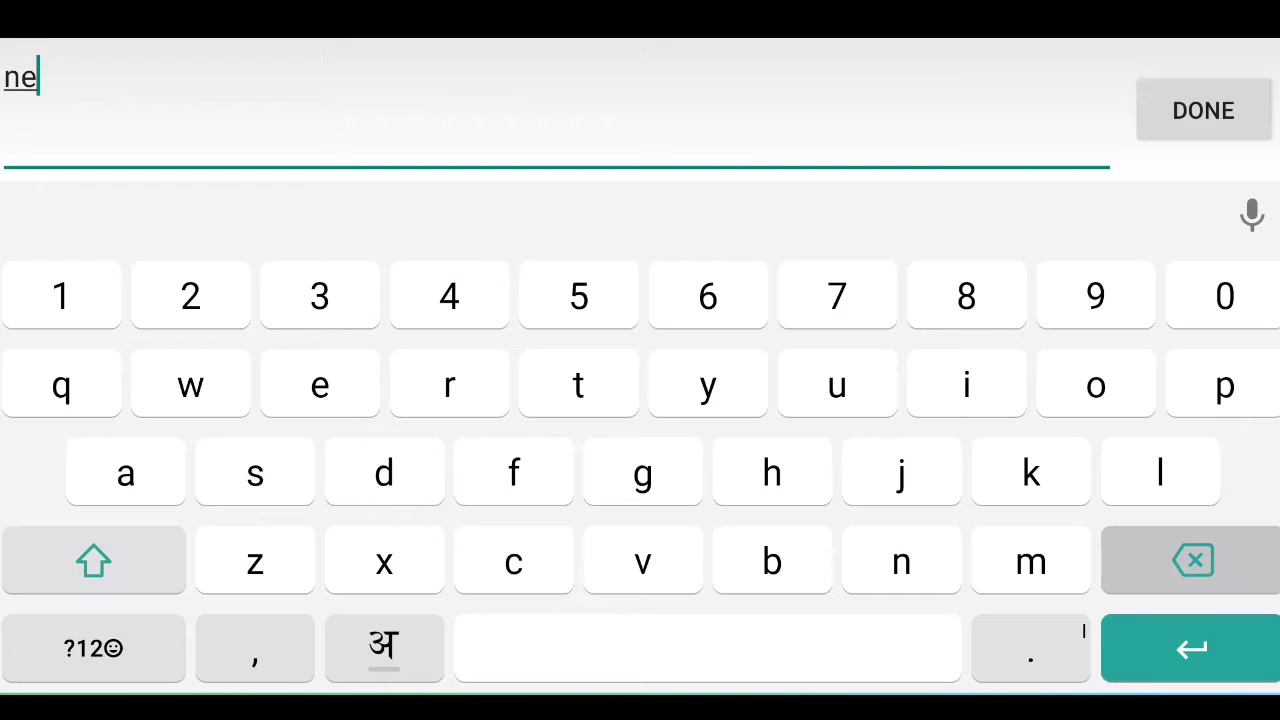 ne
DONE
1 2 3 4 5 6 7 8 9 0
q w e r t y u i o p
a s d f g h j k l
z x c v b n m
?12☺ , अ . |